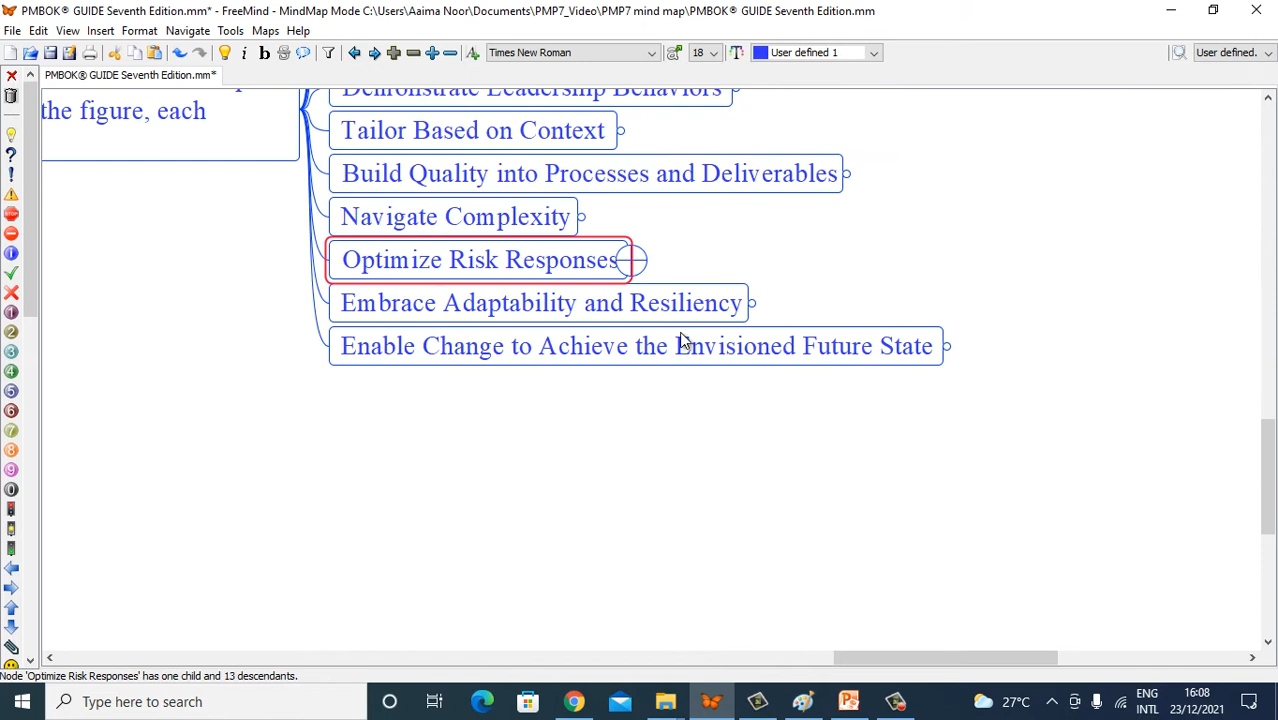 PMBOK® GUIDE Seventh Edition.mm* - FreeMind - MindMap Mode C:\Users\Aaima Noor\Documents\PMP7_Video\PMP7 mind map\PMBOK® GUIDE Seventh Edition.mm
File Edit View Insert Format Navigate Tools Maps Help
Times New Roman 18 User defined 1 User defined.
PMBOK® GUIDE Seventh Edition.mm*
Demonstrate Leadership Behaviors
the figure, each
Tailor Based on Context
Build Quality into Processes and Deliverables
Navigate Complexity
Optimize Risk Responses
Embrace Adaptability and Resiliency
Enable Change to Achieve the Envisioned Future State
Node 'Optimize Risk Responses' has one child and 13 descendants.
Type here to search
27°C
ENG
INTL
16:08
23/12/2021